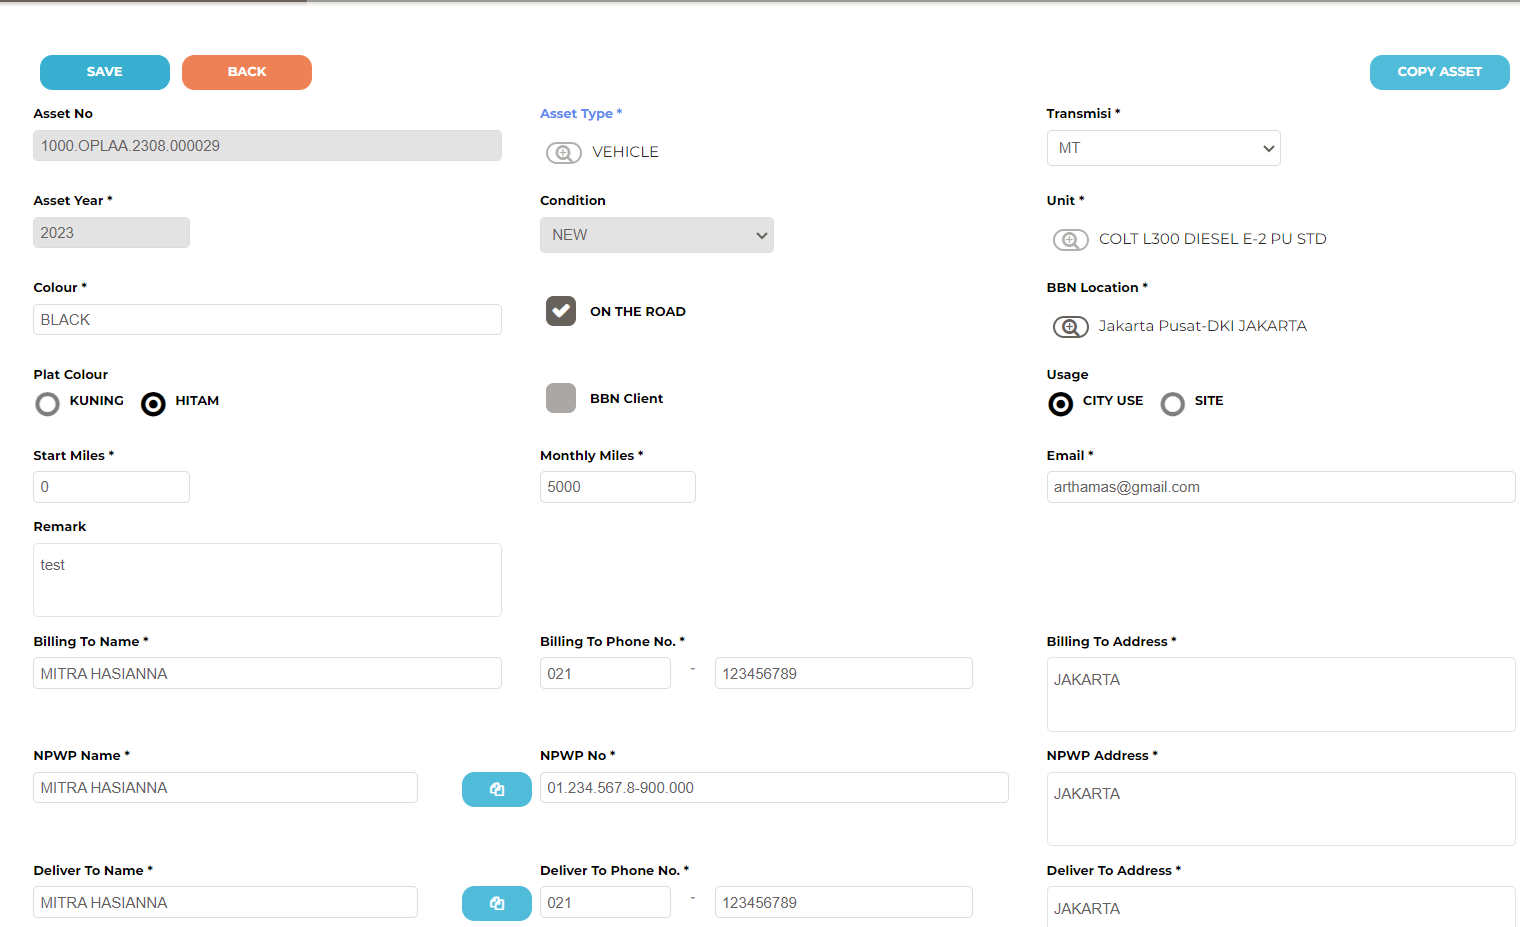 SAVE
BACK
COPY ASSET
Asset No
Asset Type *
Transmisi *
1000.OPLAA.2308.000029
VEHICLE
MT
Asset Year *
Condition
Unit *
2023
NEW
COLT L300 DIESEL E-2 PU STD
Colour *
BBN Location *
BLACK
ON THE ROAD
Jakarta Pusat-DKI JAKARTA
Plat Colour
Usage
KUNING
HITAM
BBN Client
CITY USE
SITE
Start Miles *
Monthly Miles *
Email *
0
5000
arthamas@gmail.com
Remark
test
Billing To Name *
Billing To Phone No. *
Billing To Address *
MITRA HASIANNA
021 - 123456789
JAKARTA
NPWP Name *
NPWP No *
NPWP Address *
MITRA HASIANNA
01.234.567.8-900.000
JAKARTA
Deliver To Name *
Deliver To Phone No. *
Deliver To Address *
MITRA HASIANNA
021 - 123456789
JAKARTA